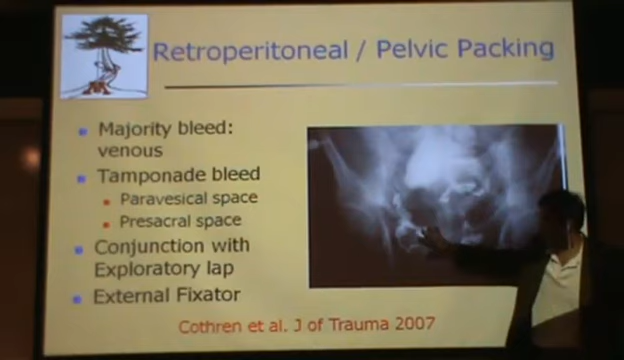 Retroperitoneal / Pelvic Packing
Majority bleed:
venous
Tamponade bleed
Paravesical space
Presacral space
Conjunction with
Exploratory lap
External Fixator
Cothren et al. J of Trauma 2007